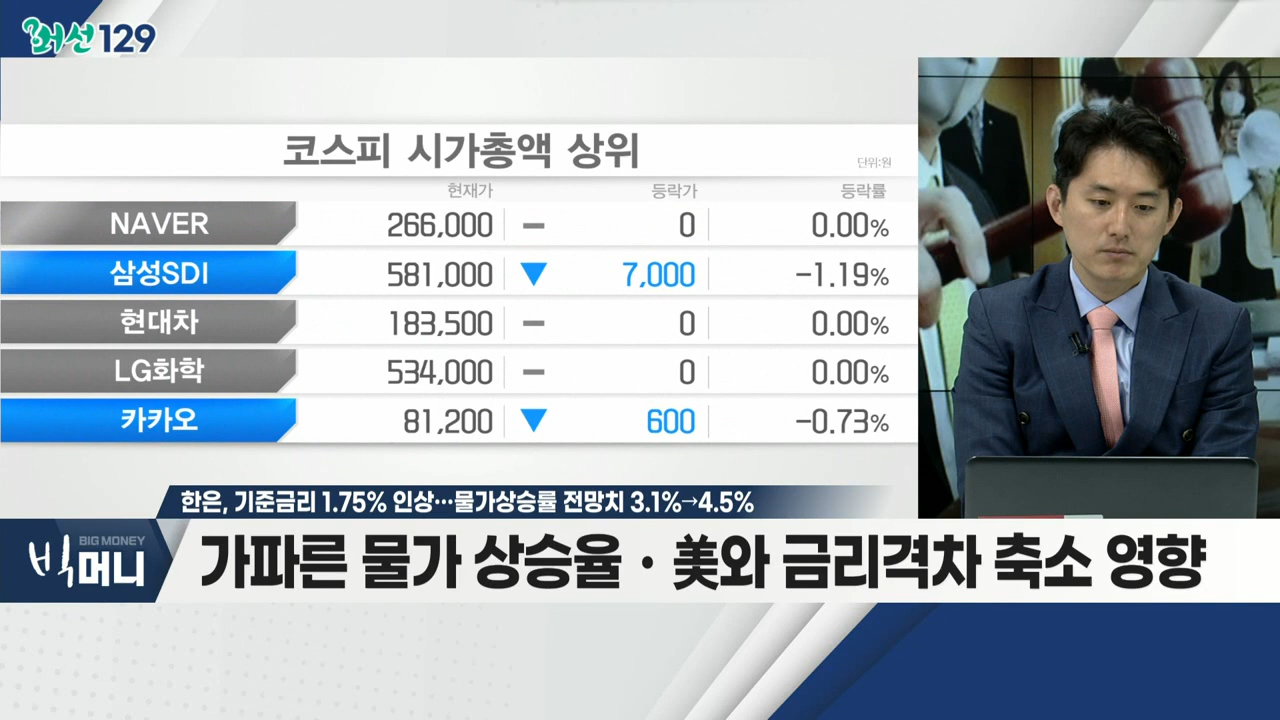 머선129
코스피 시가총액 상위
단위:원
현재가 등락가 등락률
NAVER 266,000 – 0 0.00%
삼성SDI 581,000 ▼ 7,000 -1.19%
현대차 183,500 – 0 0.00%
LG화학 534,000 – 0 0.00%
카카오 81,200 ▼ 600 -0.73%
한은, 기준금리 1.75% 인상…물가상승률 전망치 3.1%→4.5%
BIG MONEY
빅머니
가파른 물가 상승율·美와 금리격차 축소 영향